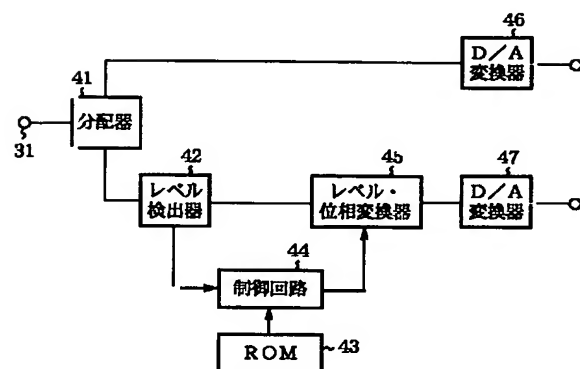 46
D／A
変換器
41
分配器
31
42
レベル
検出器
45
レベル・
位相変換器
47
D／A
変換器
44
制御回路
ROM
43